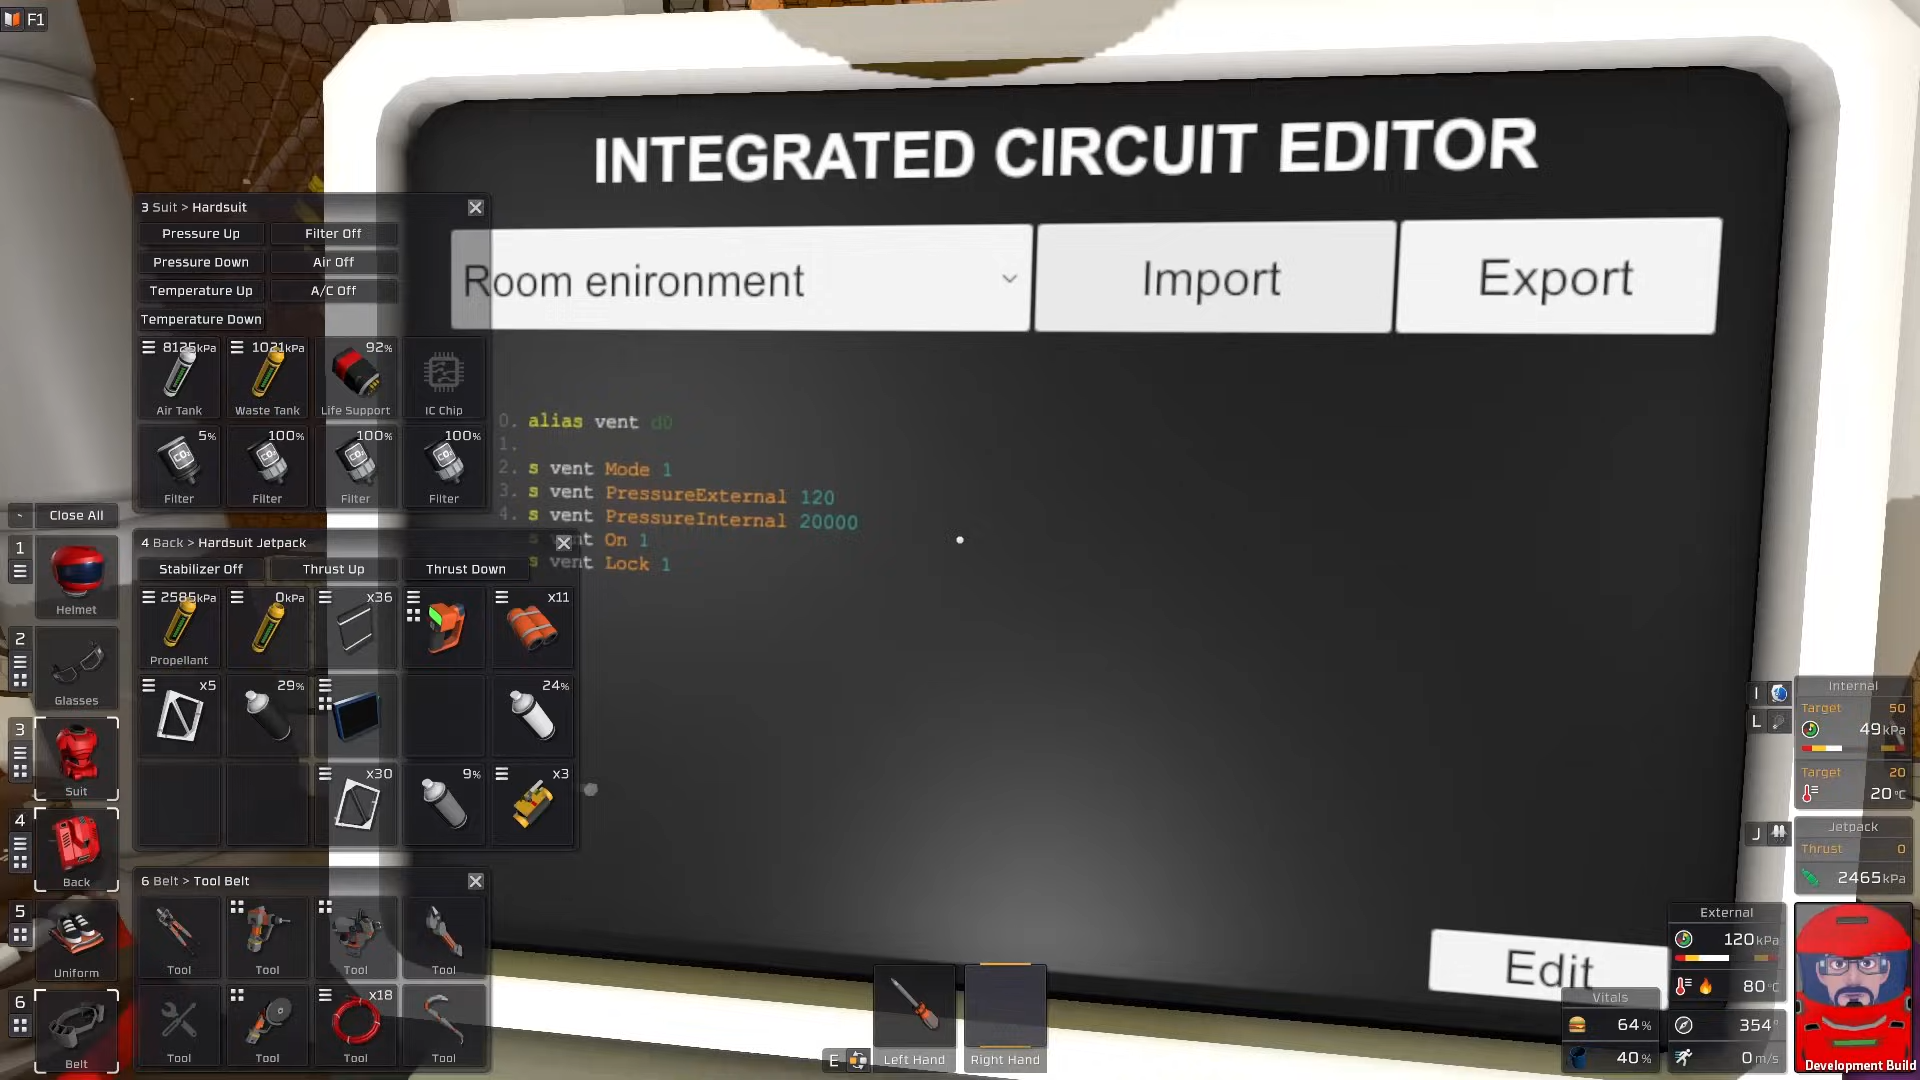 F1
INTEGRATED CIRCUIT EDITOR
Room enironment
Import
Export
0. alias vent d0
1.
2. s vent Mode 1
3. s vent PressureExternal 120
4. s vent PressureInternal 20000
s vent On 1
s vent Lock 1
Edit
3 Suit > Hardsuit
Pressure Up
Filter Off
Pressure Down
Air Off
Temperature Up
A/C Off
Temperature Down
8125kPa
1021kPa
92%
Air Tank
Waste Tank
Life Support
IC Chip
5%
100%
100%
100%
Filter
Filter
Filter
Filter
Close All
4 Back > Hardsuit Jetpack
Stabilizer Off
Thrust Up
Thrust Down
2585kPa
0kPa
x36
x11
Propellant
x5
29%
24%
x30
9%
x3
6 Belt > Tool Belt
Tool
Tool
Tool
Tool
x18
Tool
Tool
Tool
Tool
1
Helmet
2
Glasses
3
Suit
4
Back
5
Uniform
6
Belt
E
Left Hand
Right Hand
I
L
Internal
Target 50
49kPa
Target 20
20°C
J
Jetpack
Thrust 0
2465kPa
External
120kPa
80°C
354°
0m/s
Vitals
64%
40%
Development Build